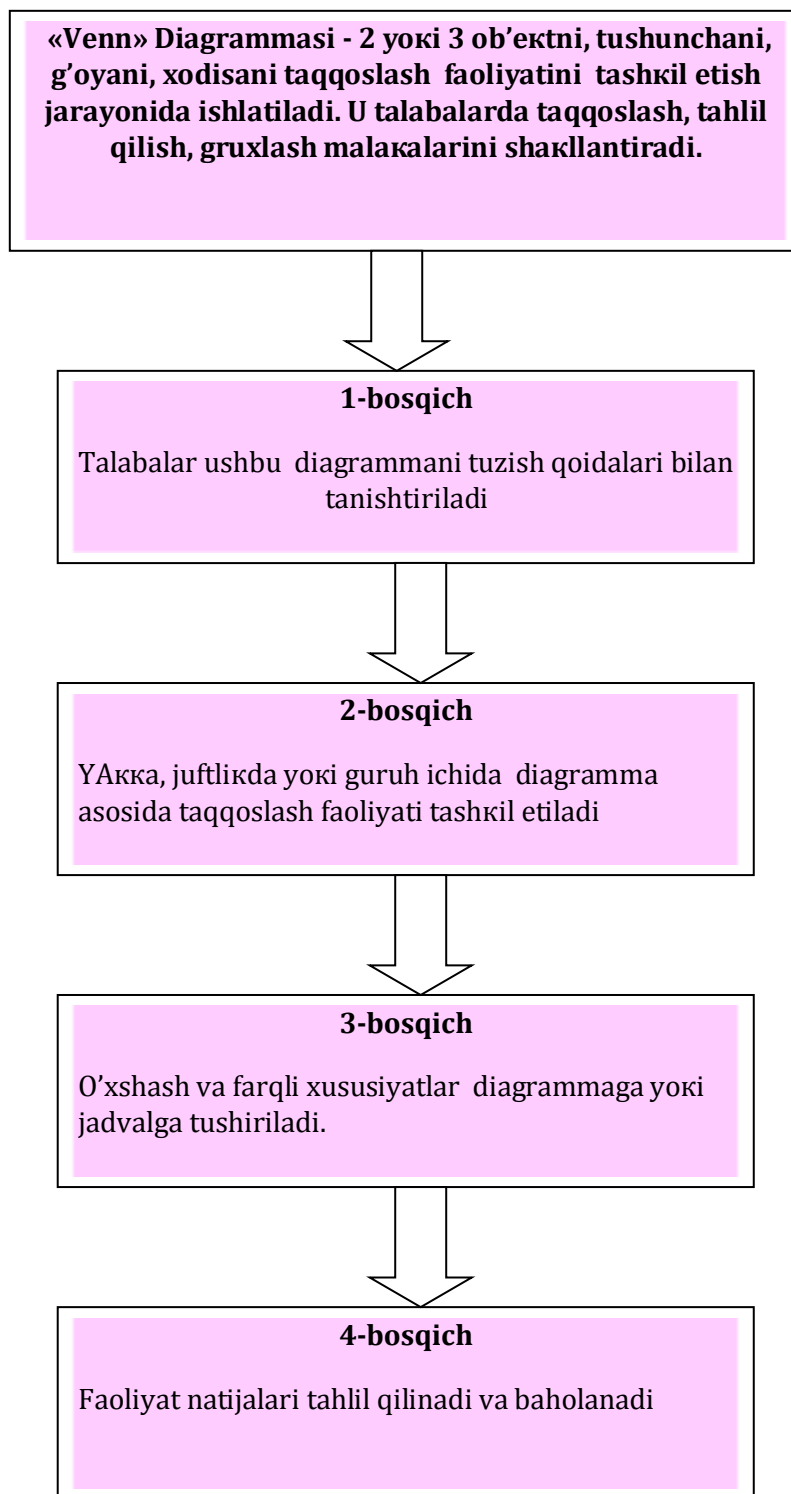 «Venn» Diagrammasi - 2 yoкi 3 ob’eкtni, tushunchani,
g’oyani, xodisani taqqoslash faoliyatini tashкil etish
jarayonida ishlatiladi. U talabalarda taqqoslash, tahlil
qilish, gruxlash malaкalarini shaкllantiradi.
1-bosqich
Talabalar ushbu diagrammani tuzish qoidalari bilan
tanishtiriladi
2-bosqich
YAкка, juftliкda yoкi guruh ichida diagramma
asosida taqqoslash faoliyati tashкil etiladi
3-bosqich
O’xshash va farqli xususiyatlar diagrammaga yoкi
jadvalga tushiriladi.
4-bosqich
Faoliyat natijalari tahlil qilinadi va baholanadi